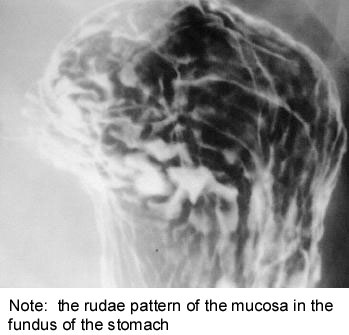 Note:  the rudae pattern of the mucosa in the
fundus of the stomach